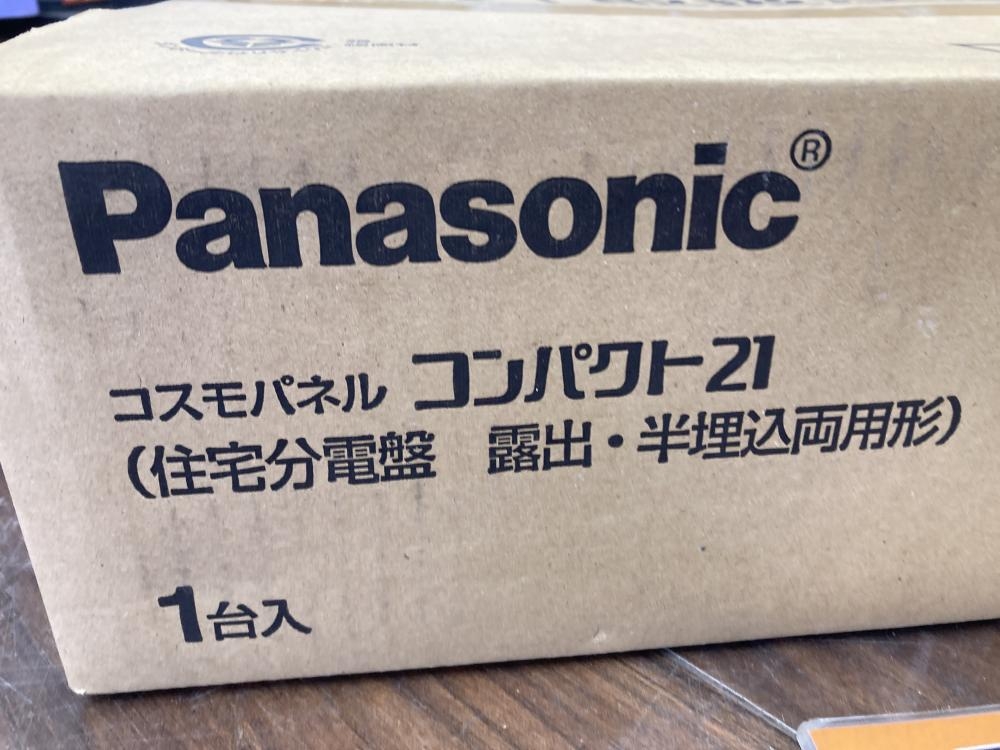 Panasonic®
コスモパネル コンパクト21
(住宅分電盤 露出・半埋込両用形)
1台入